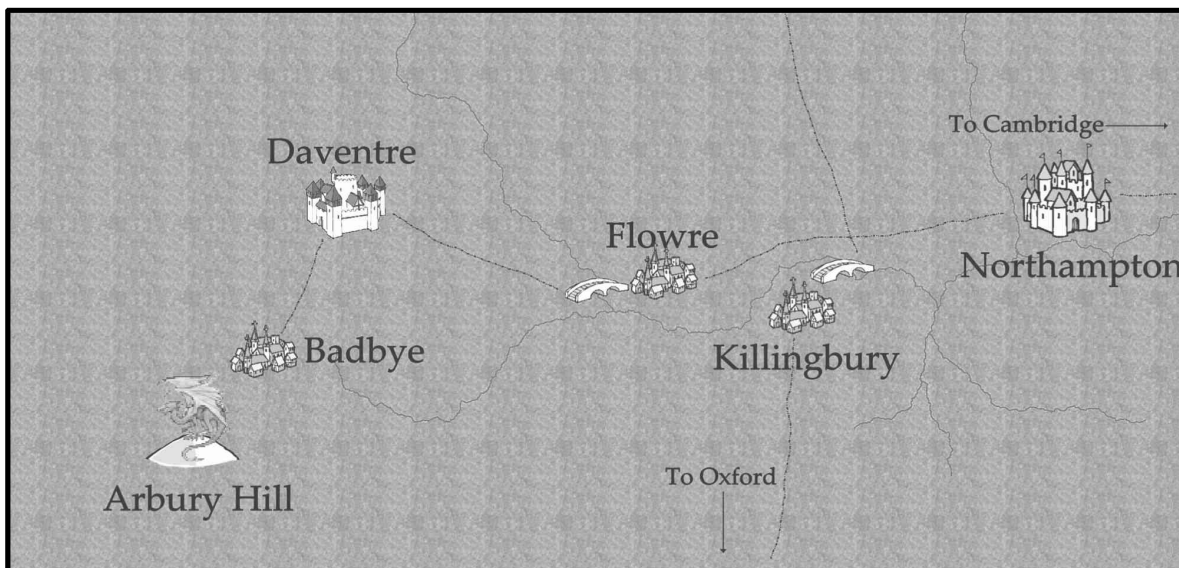 To Cambridge
Daventre
Flowre
Northampton
Badbye
Killingbury
To Oxford
Arbury Hill